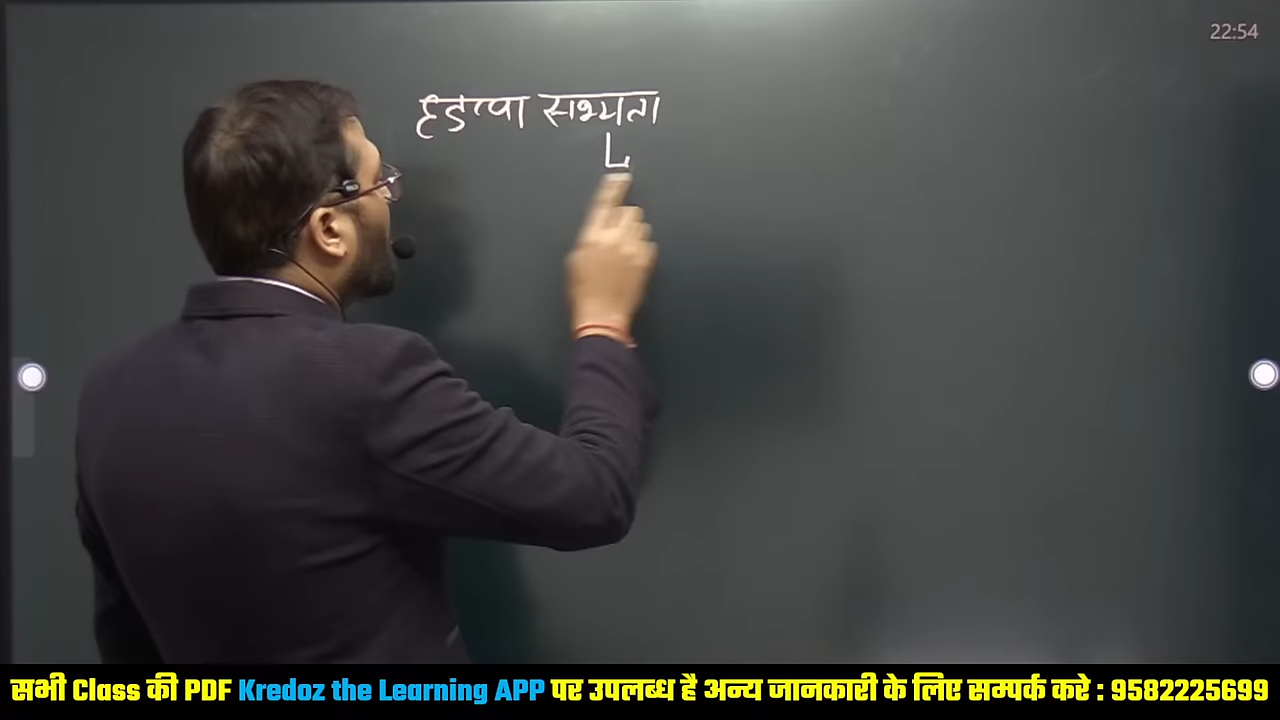 22:54
हडप्पा सभ्यता
सभी Class की PDF Kredoz the Learning APP पर उपलब्ध है अन्य जानकारी के लिए सम्पर्क करे : 9582225699